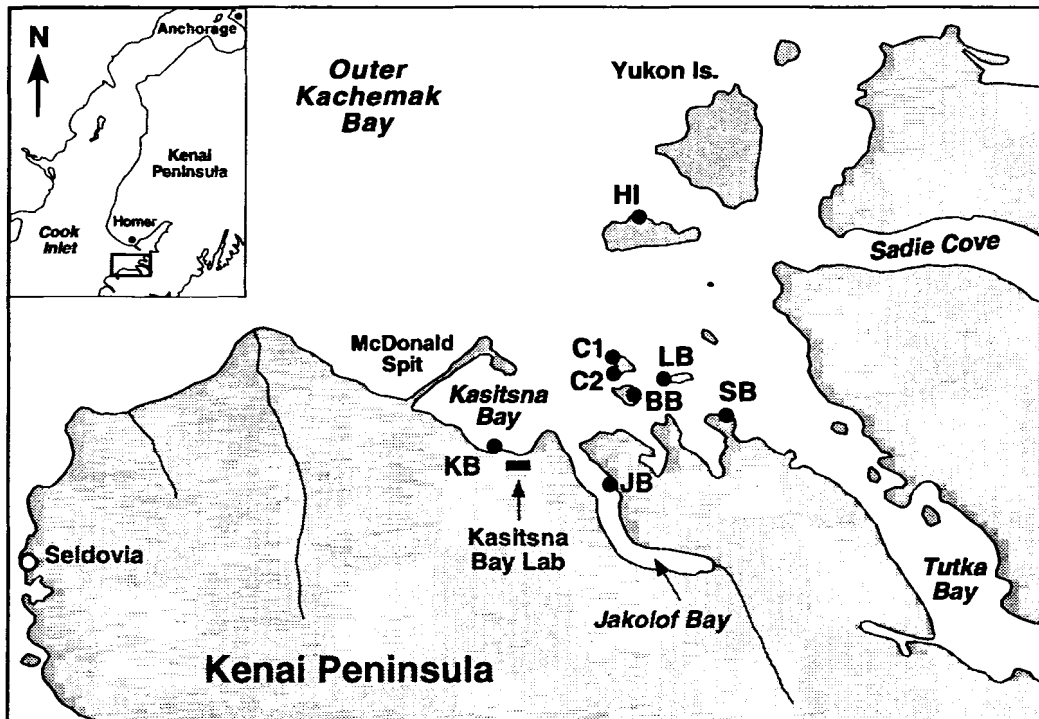 Anchorage
N
Kenai
Peninsula
Homer
Cook
Inlet
Outer
Kachemak
Bay
Yukon Is.
HI
Sadie Cove
McDonald
Spit
Kasitsna
Bay
C1
C2
LB
BB
SB
KB
JB
Kasitsna
Bay Lab
Seldovia
Jakolof Bay
Tutka
Bay
Kenai Peninsula